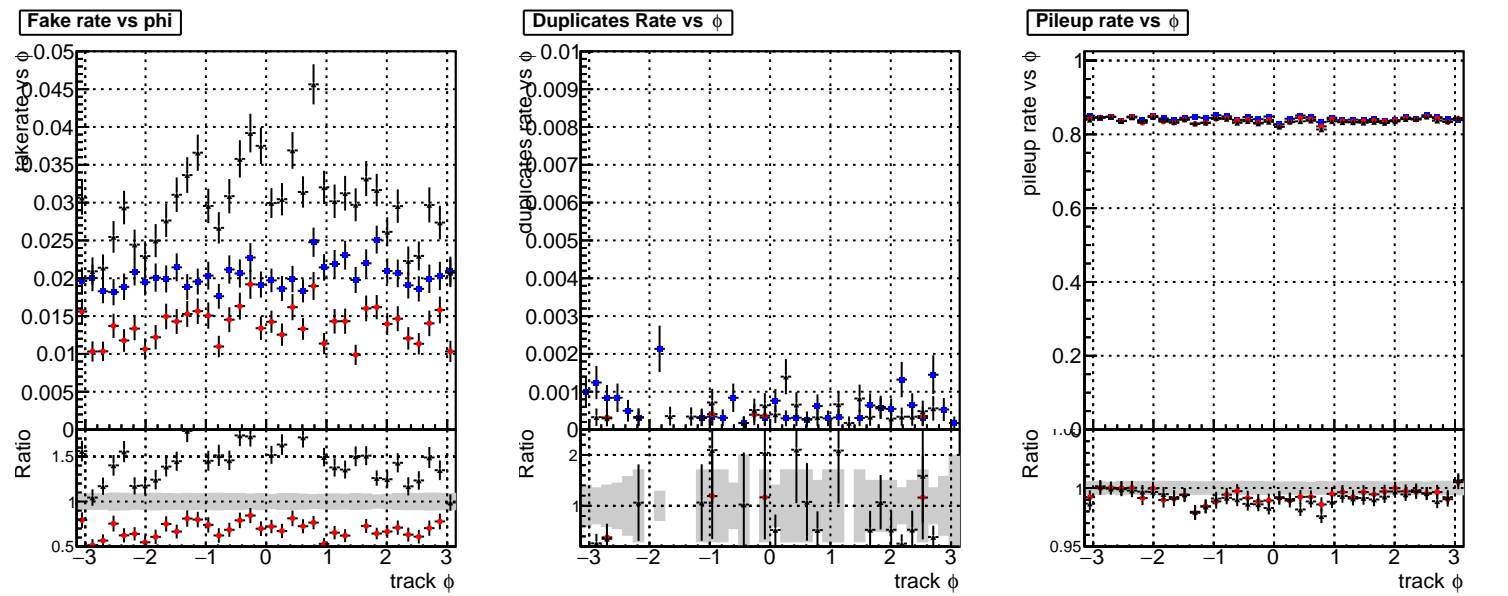 Fake rate vs phi
fakerate vs ϕ
0.05
0.045
0.04
0.035
0.03
0.025
0.02
0.015
0.01
0.005
0
Ratio
1.5
1
0.5
−3 −2 −1 0 1 2 3
track ϕ
Duplicates Rate vs ϕ
duplicates rate vs ϕ
0.01
0.009
0.008
0.007
0.006
0.005
0.004
0.003
0.002
0.001
0
Ratio
2
1
−3 −2 −1 0 1 2 3
track ϕ
Pileup rate vs ϕ
pileup rate vs ϕ
1
0.8
0.6
0.4
0.2
0
Ratio
1.05
1
0.95
−3 −2 −1 0 1 2 3
track ϕ